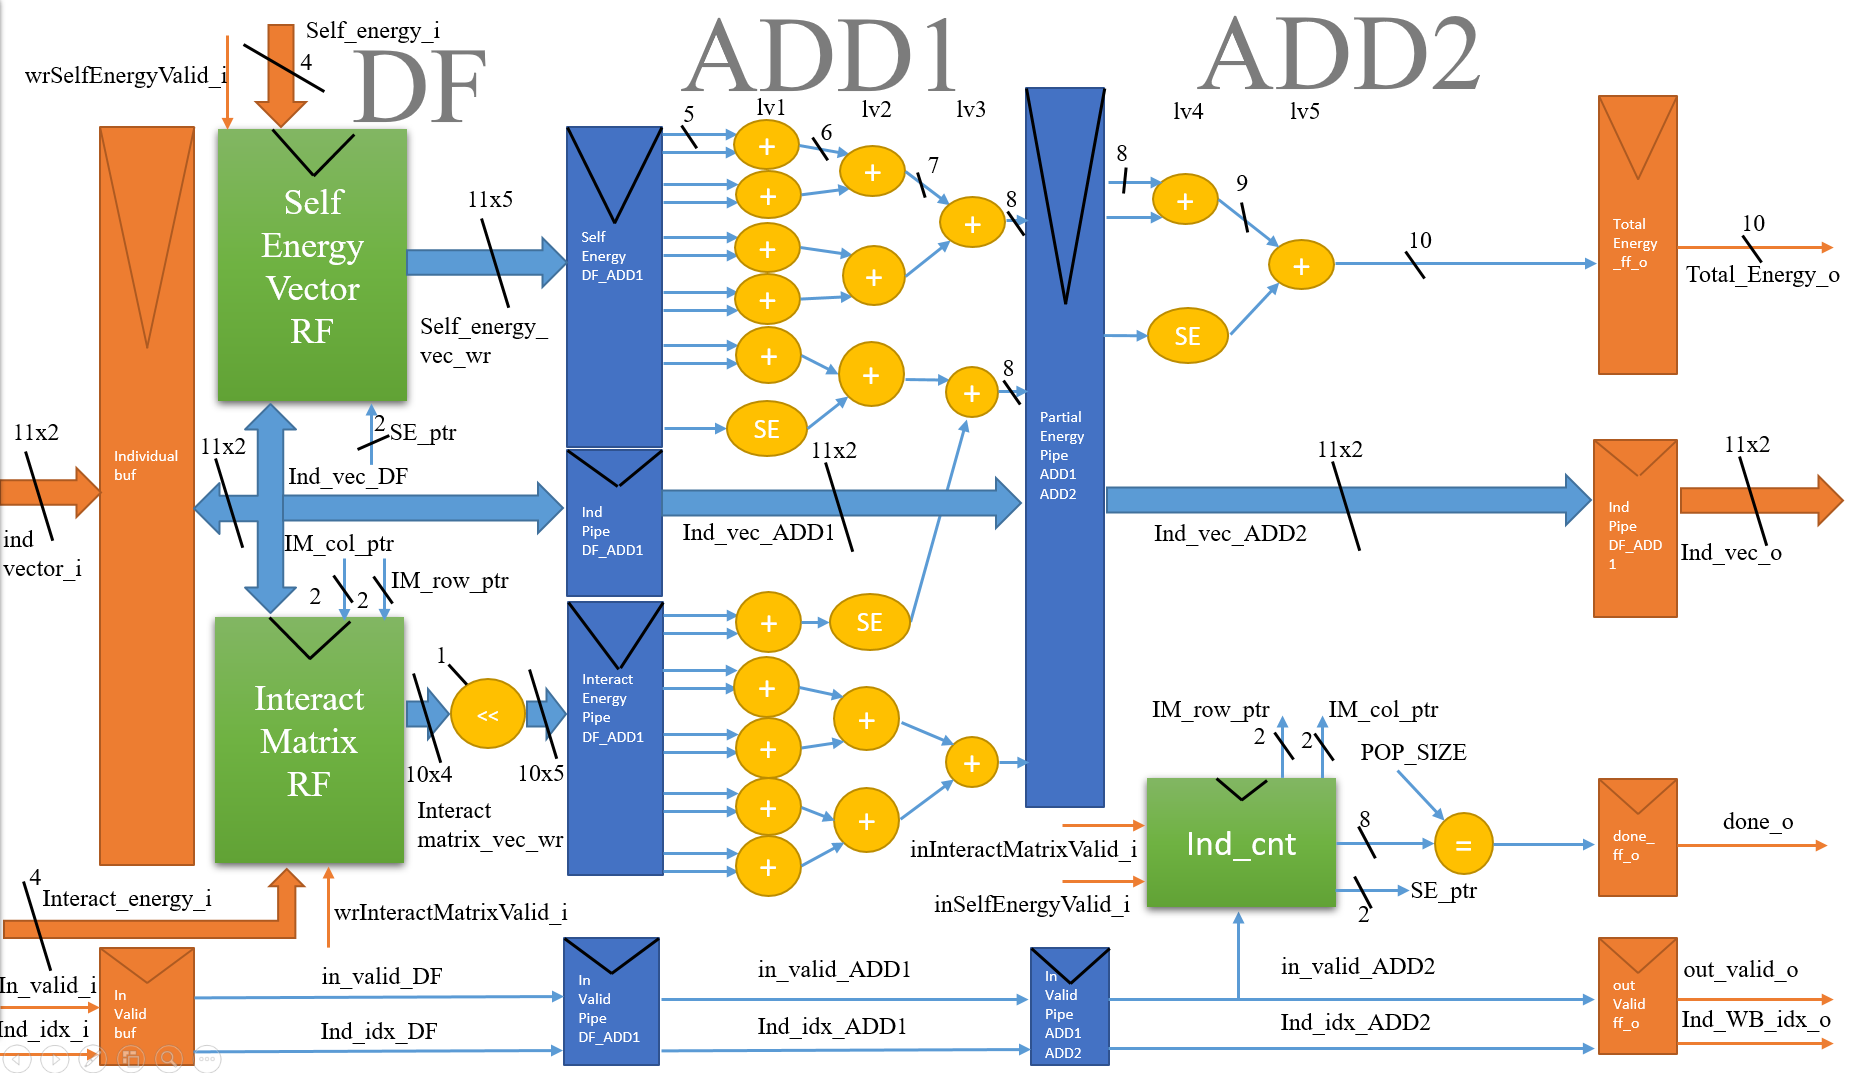 DF
ADD1
ADD2
Self_energy_i
4
wrSelfEnergyValid_i
lv1
lv2
lv3
lv4
lv5
Self
Energy
Vector
RF
11x5
Self_energy_
vec_wr
Self
Energy
DF_ADD1
5
6
7
8
8
+
+
+
+
+
SE
+
+
+
+
+
8
9
10
+
+
SE
Total
Energy
_ff_o
10
Total_Energy_o
11x2
ind
vector_i
Individual
buf
11x2
2
SE_ptr
Ind_vec_DF
Ind
Pipe
DF_ADD1
11x2
Ind_vec_ADD1
Partial
Energy
Pipe
ADD1
ADD2
11x2
Ind_vec_ADD2
Ind
Pipe
DF_ADD
1
11x2
Ind_vec_o
IM_col_ptr
IM_row_ptr
2
2
Interact
Matrix
RF
1
<<
10x4
10x5
Interact
matrix_vec_wr
Interact
Energy
Pipe
DF_ADD1
+
SE
+
+
+
+
+
+
+
IM_row_ptr
IM_col_ptr
2
2
POP_SIZE
inInteractMatrixValid_i
inSelfEnergyValid_i
Ind_cnt
8
=
2
SE_ptr
done_
ff_o
done_o
4
Interact_energy_i
wrInteractMatrixValid_i
In_valid_i
Ind_idx_i
In
Valid
buf
in_valid_DF
Ind_idx_DF
In
Valid
Pipe
DF_ADD1
in_valid_ADD1
Ind_idx_ADD1
In
Valid
Pipe
ADD1
ADD2
in_valid_ADD2
Ind_idx_ADD2
out
Valid
ff_o
out_valid_o
Ind_WB_idx_o